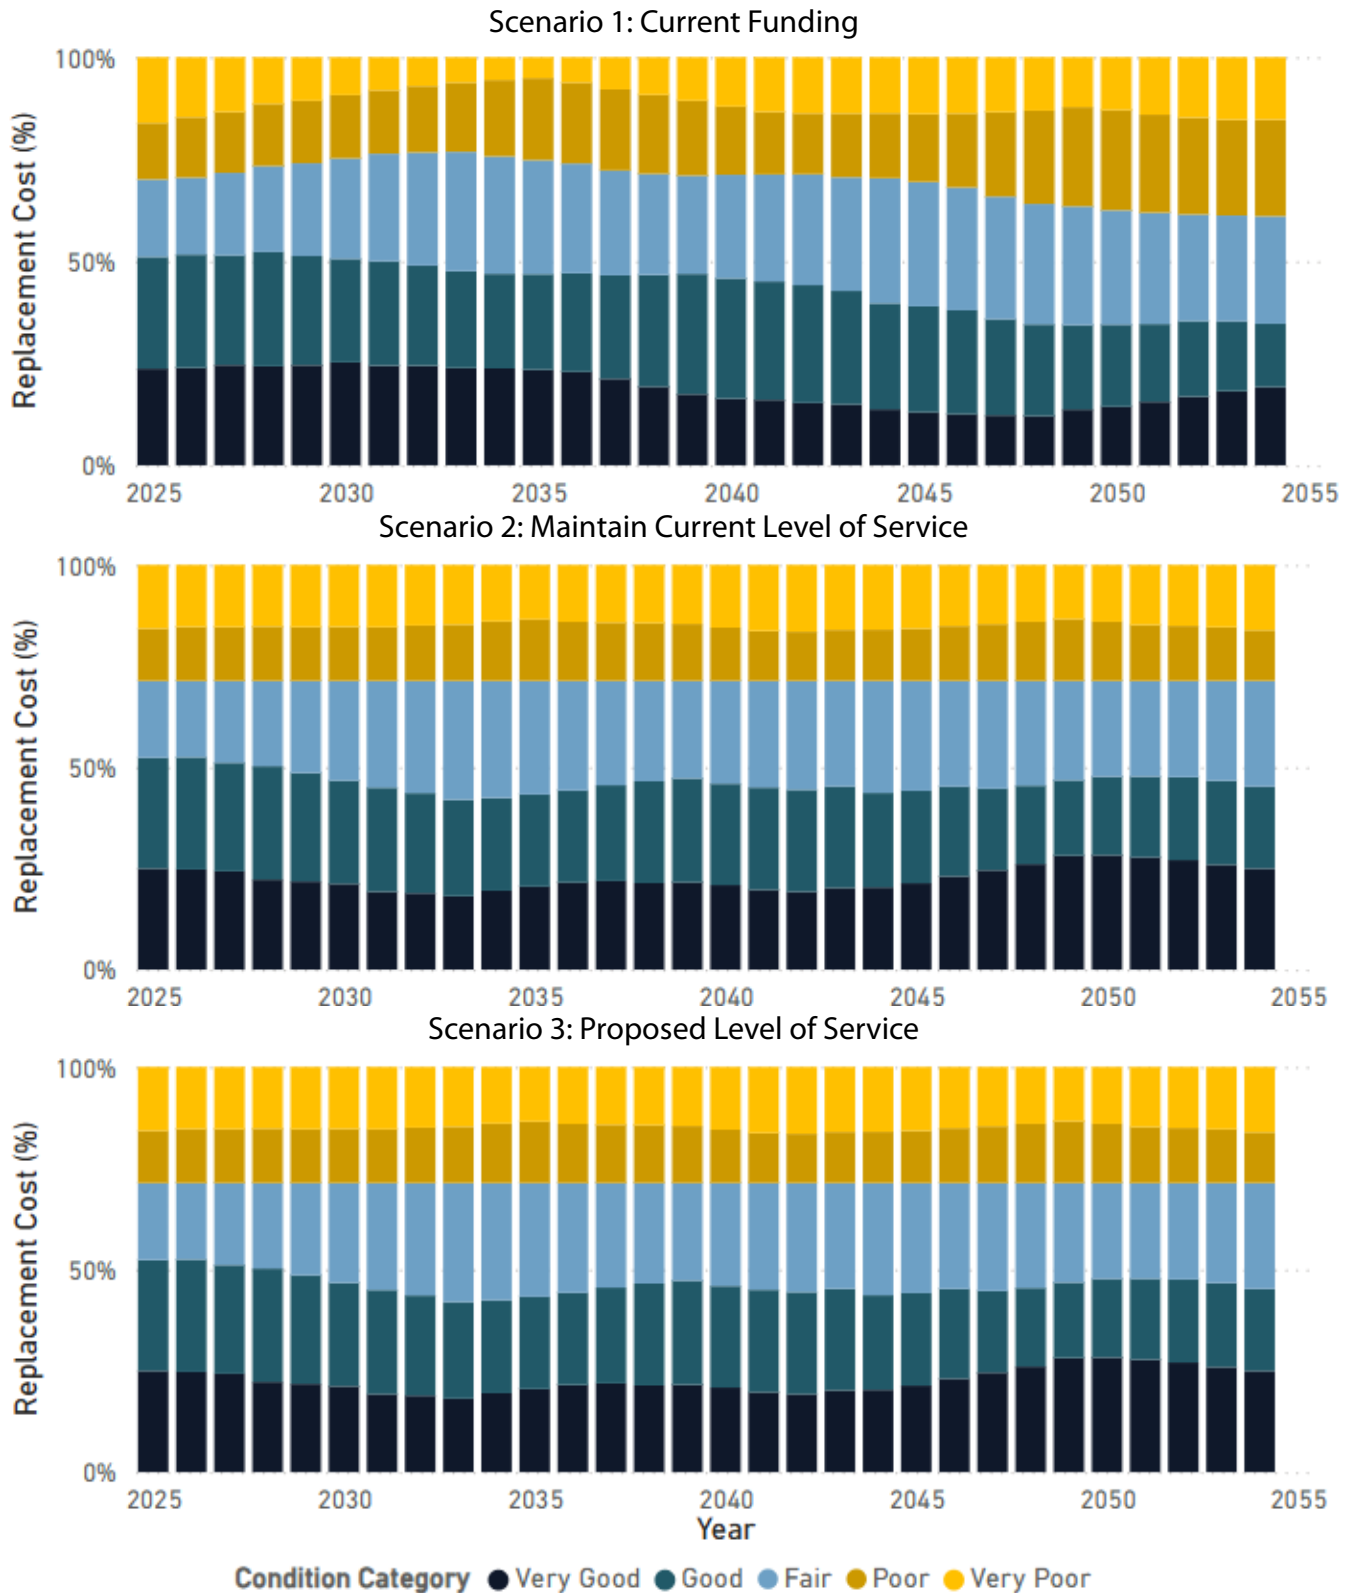 Scenario 1: Current Funding
100%
50%
0%
Replacement Cost (%)
2025 2030 2035 2040 2045 2050 2055
Scenario 2: Maintain Current Level of Service
100%
50%
0%
Replacement Cost (%)
2025 2030 2035 2040 2045 2050 2055
Scenario 3: Proposed Level of Service
100%
50%
0%
Replacement Cost (%)
2025 2030 2035 2040 2045 2050 2055
Year
Condition Category Very Good Good Fair Poor Very Poor